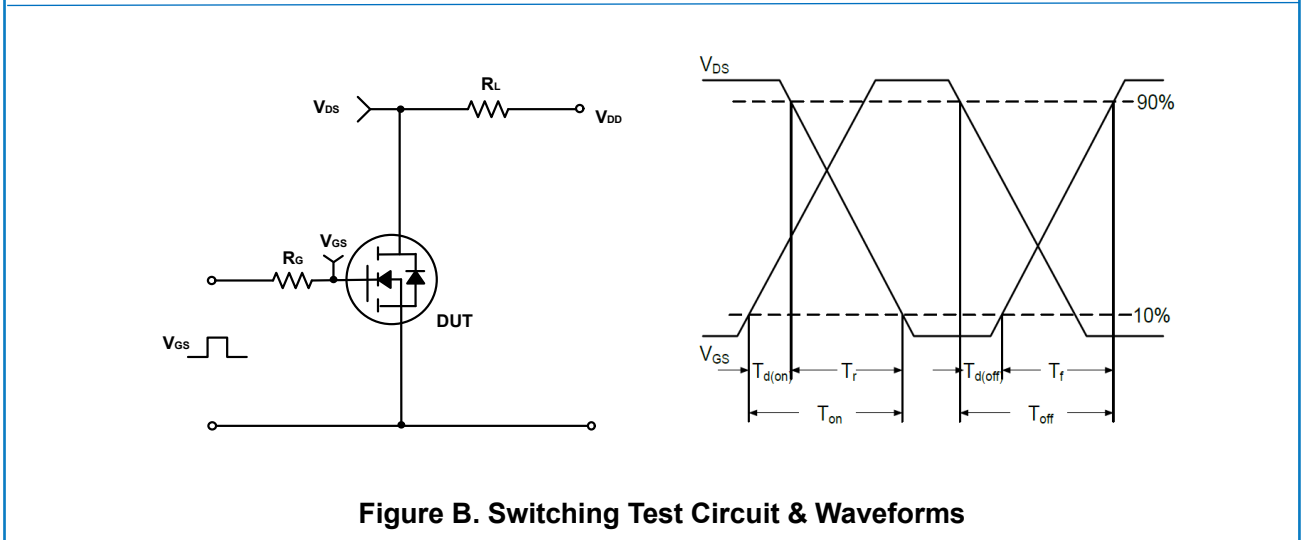 RL
VDS
VDD
VGS
RG
DUT
VGS
VDS
90%
10%
VGS
Td(on)
Tr
Td(off)
Tf
Ton
Toff
Figure B. Switching Test Circuit & Waveforms